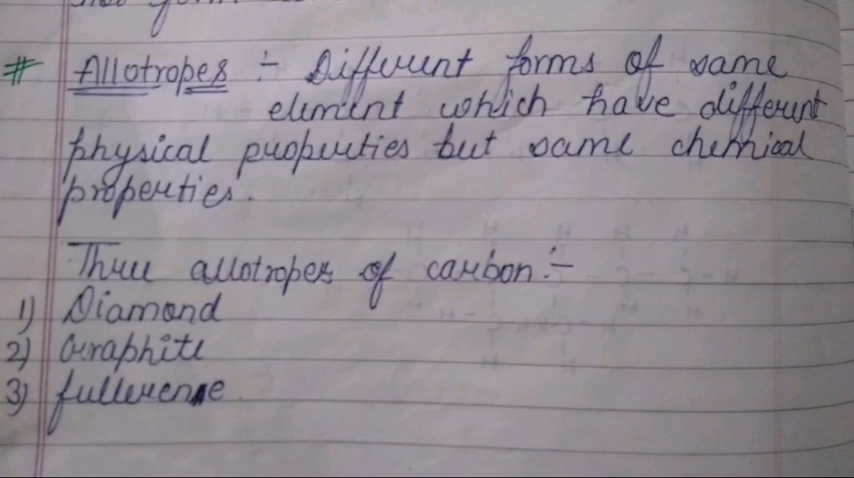 # Allotropes :- Different forms of same
element which have different
physical properties but same chemical
properties.
Three allotropes of carbon :-
1) Diamond
2) Graphite
3) fullerene